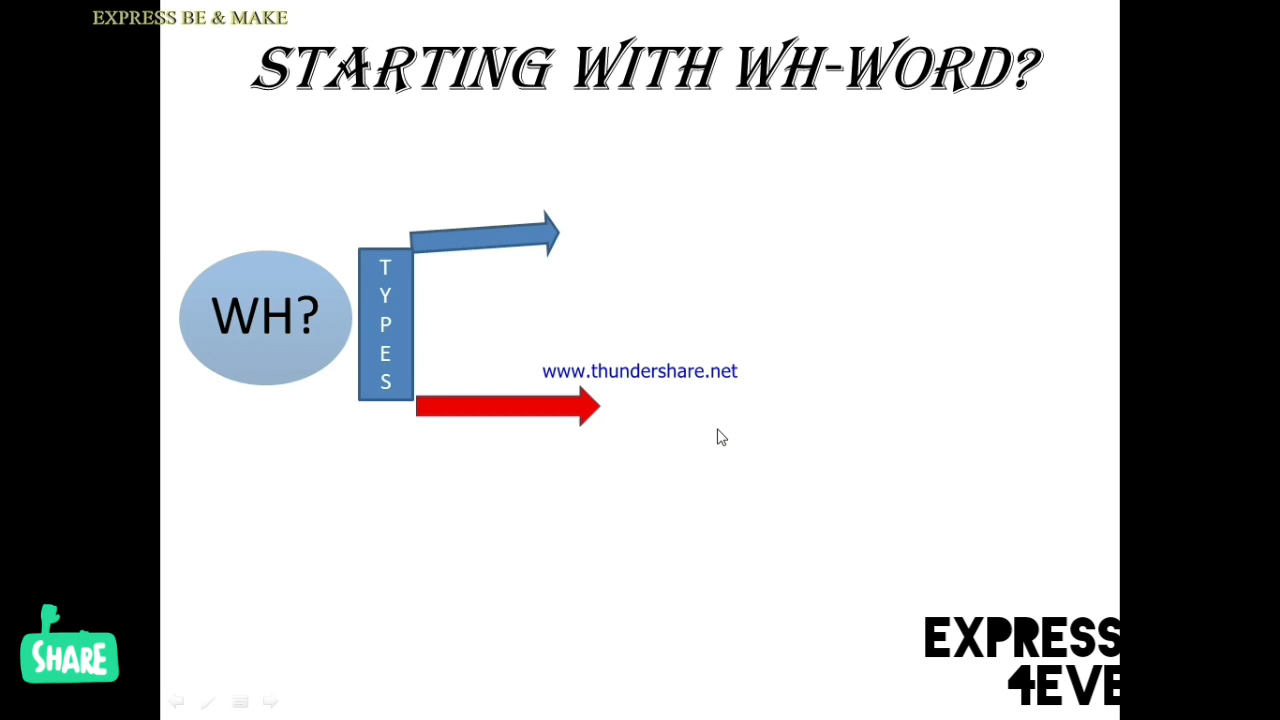 EXPRESS BE & MAKE
STARTING WITH WH-WORD?
WH?
T
Y
P
E
S
www.thundershare.net
SHARE
EXPRESS
4EVE